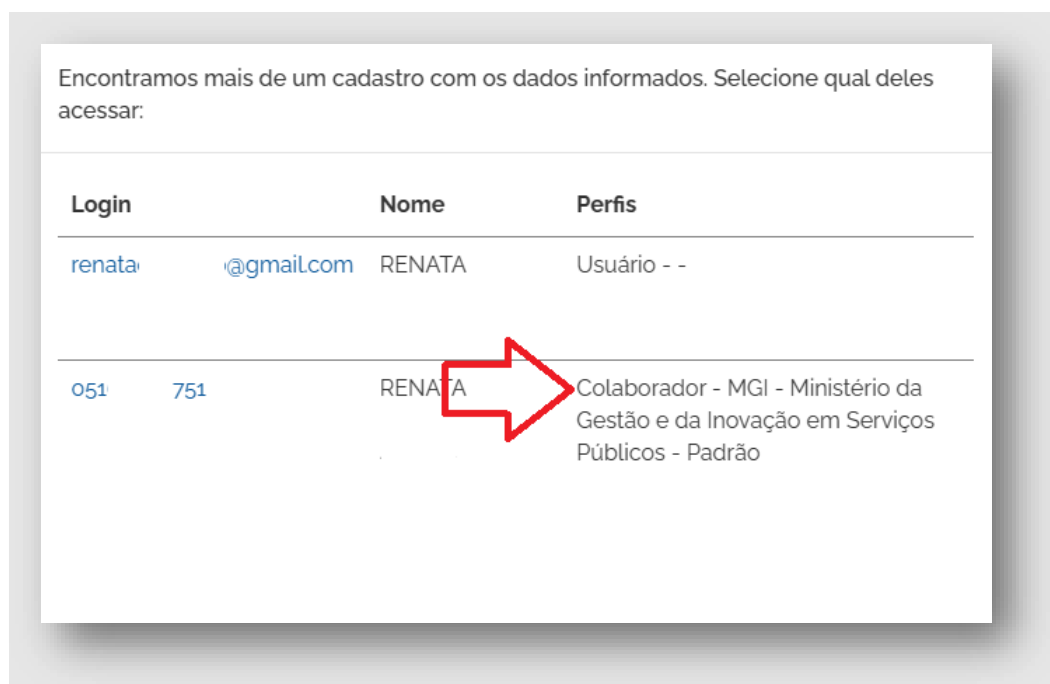 Encontramos mais de um cadastro com os dados informados. Selecione qual deles
acessar:
Login Nome Perfis
renata @gmail.com RENATA Usuário - -
051 751 RENATA Colaborador - MGI - Ministério da
Gestão e da Inovação em Serviços
Públicos - Padrão